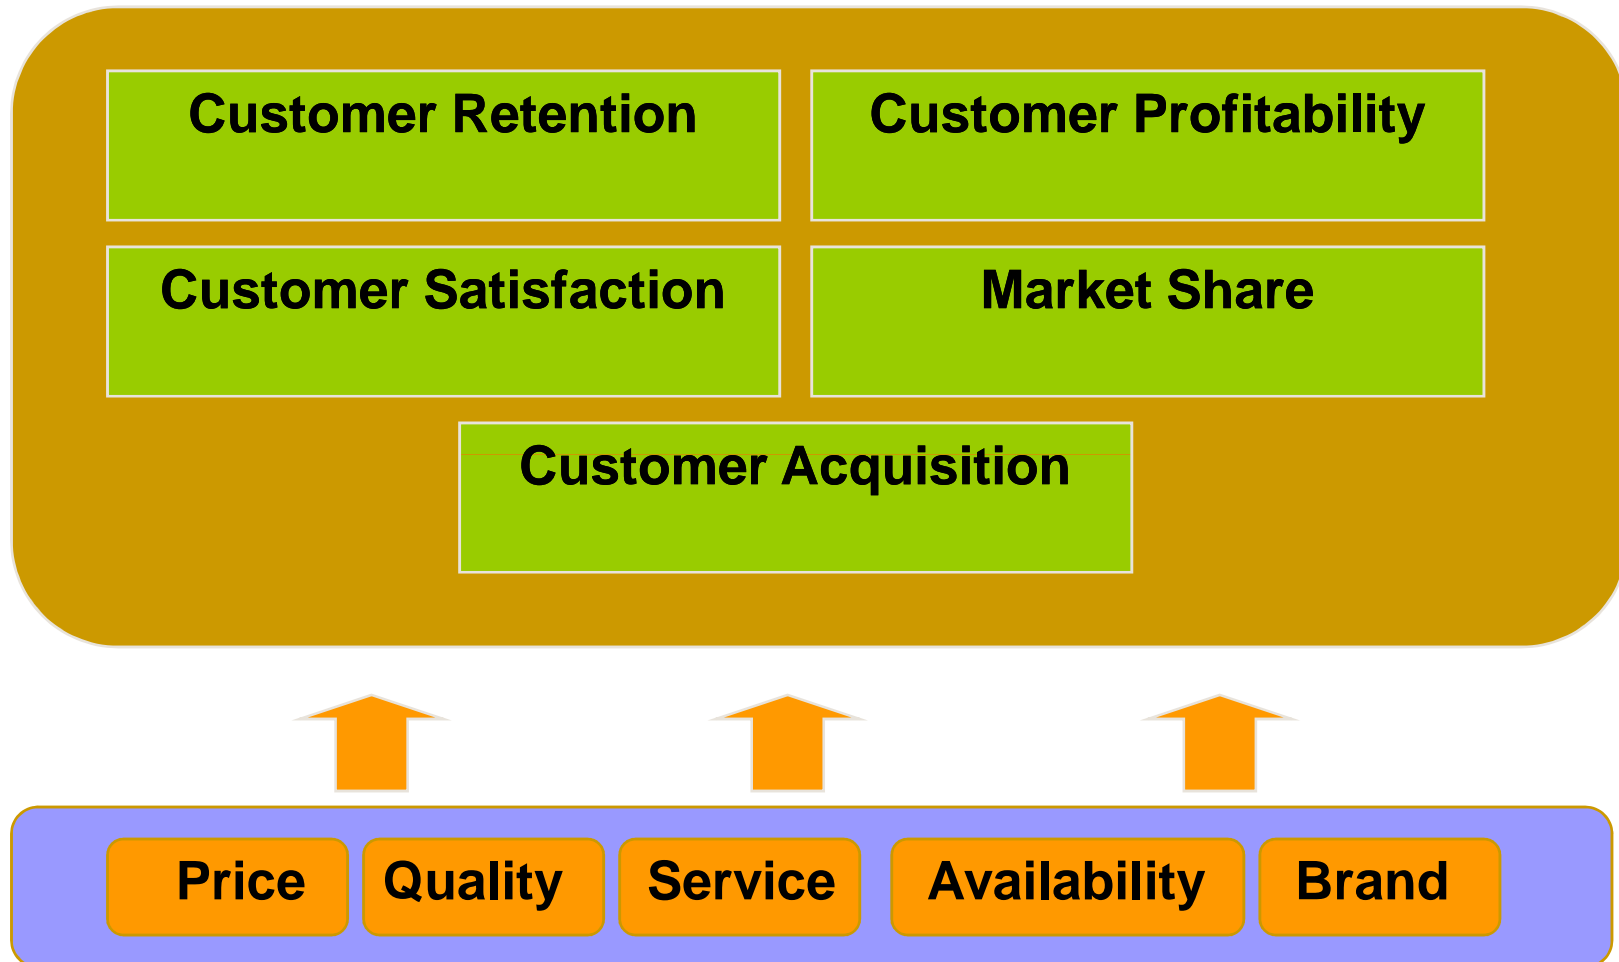 Customer Retention
Customer Profitability
Customer Satisfaction
Market Share
Customer Acquisition
Price
Quality
Service
Availability
Brand